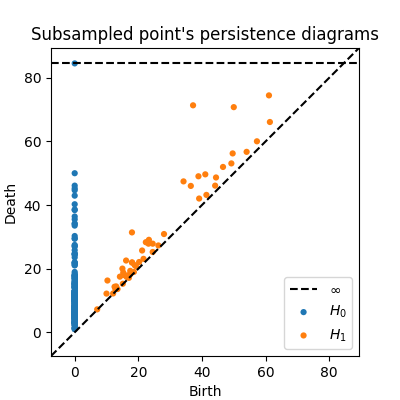 Subsampled point's persistence diagrams
Death
80
60
40
20
0
∞
H₀
H₁
0 20 40 60 80
Birth